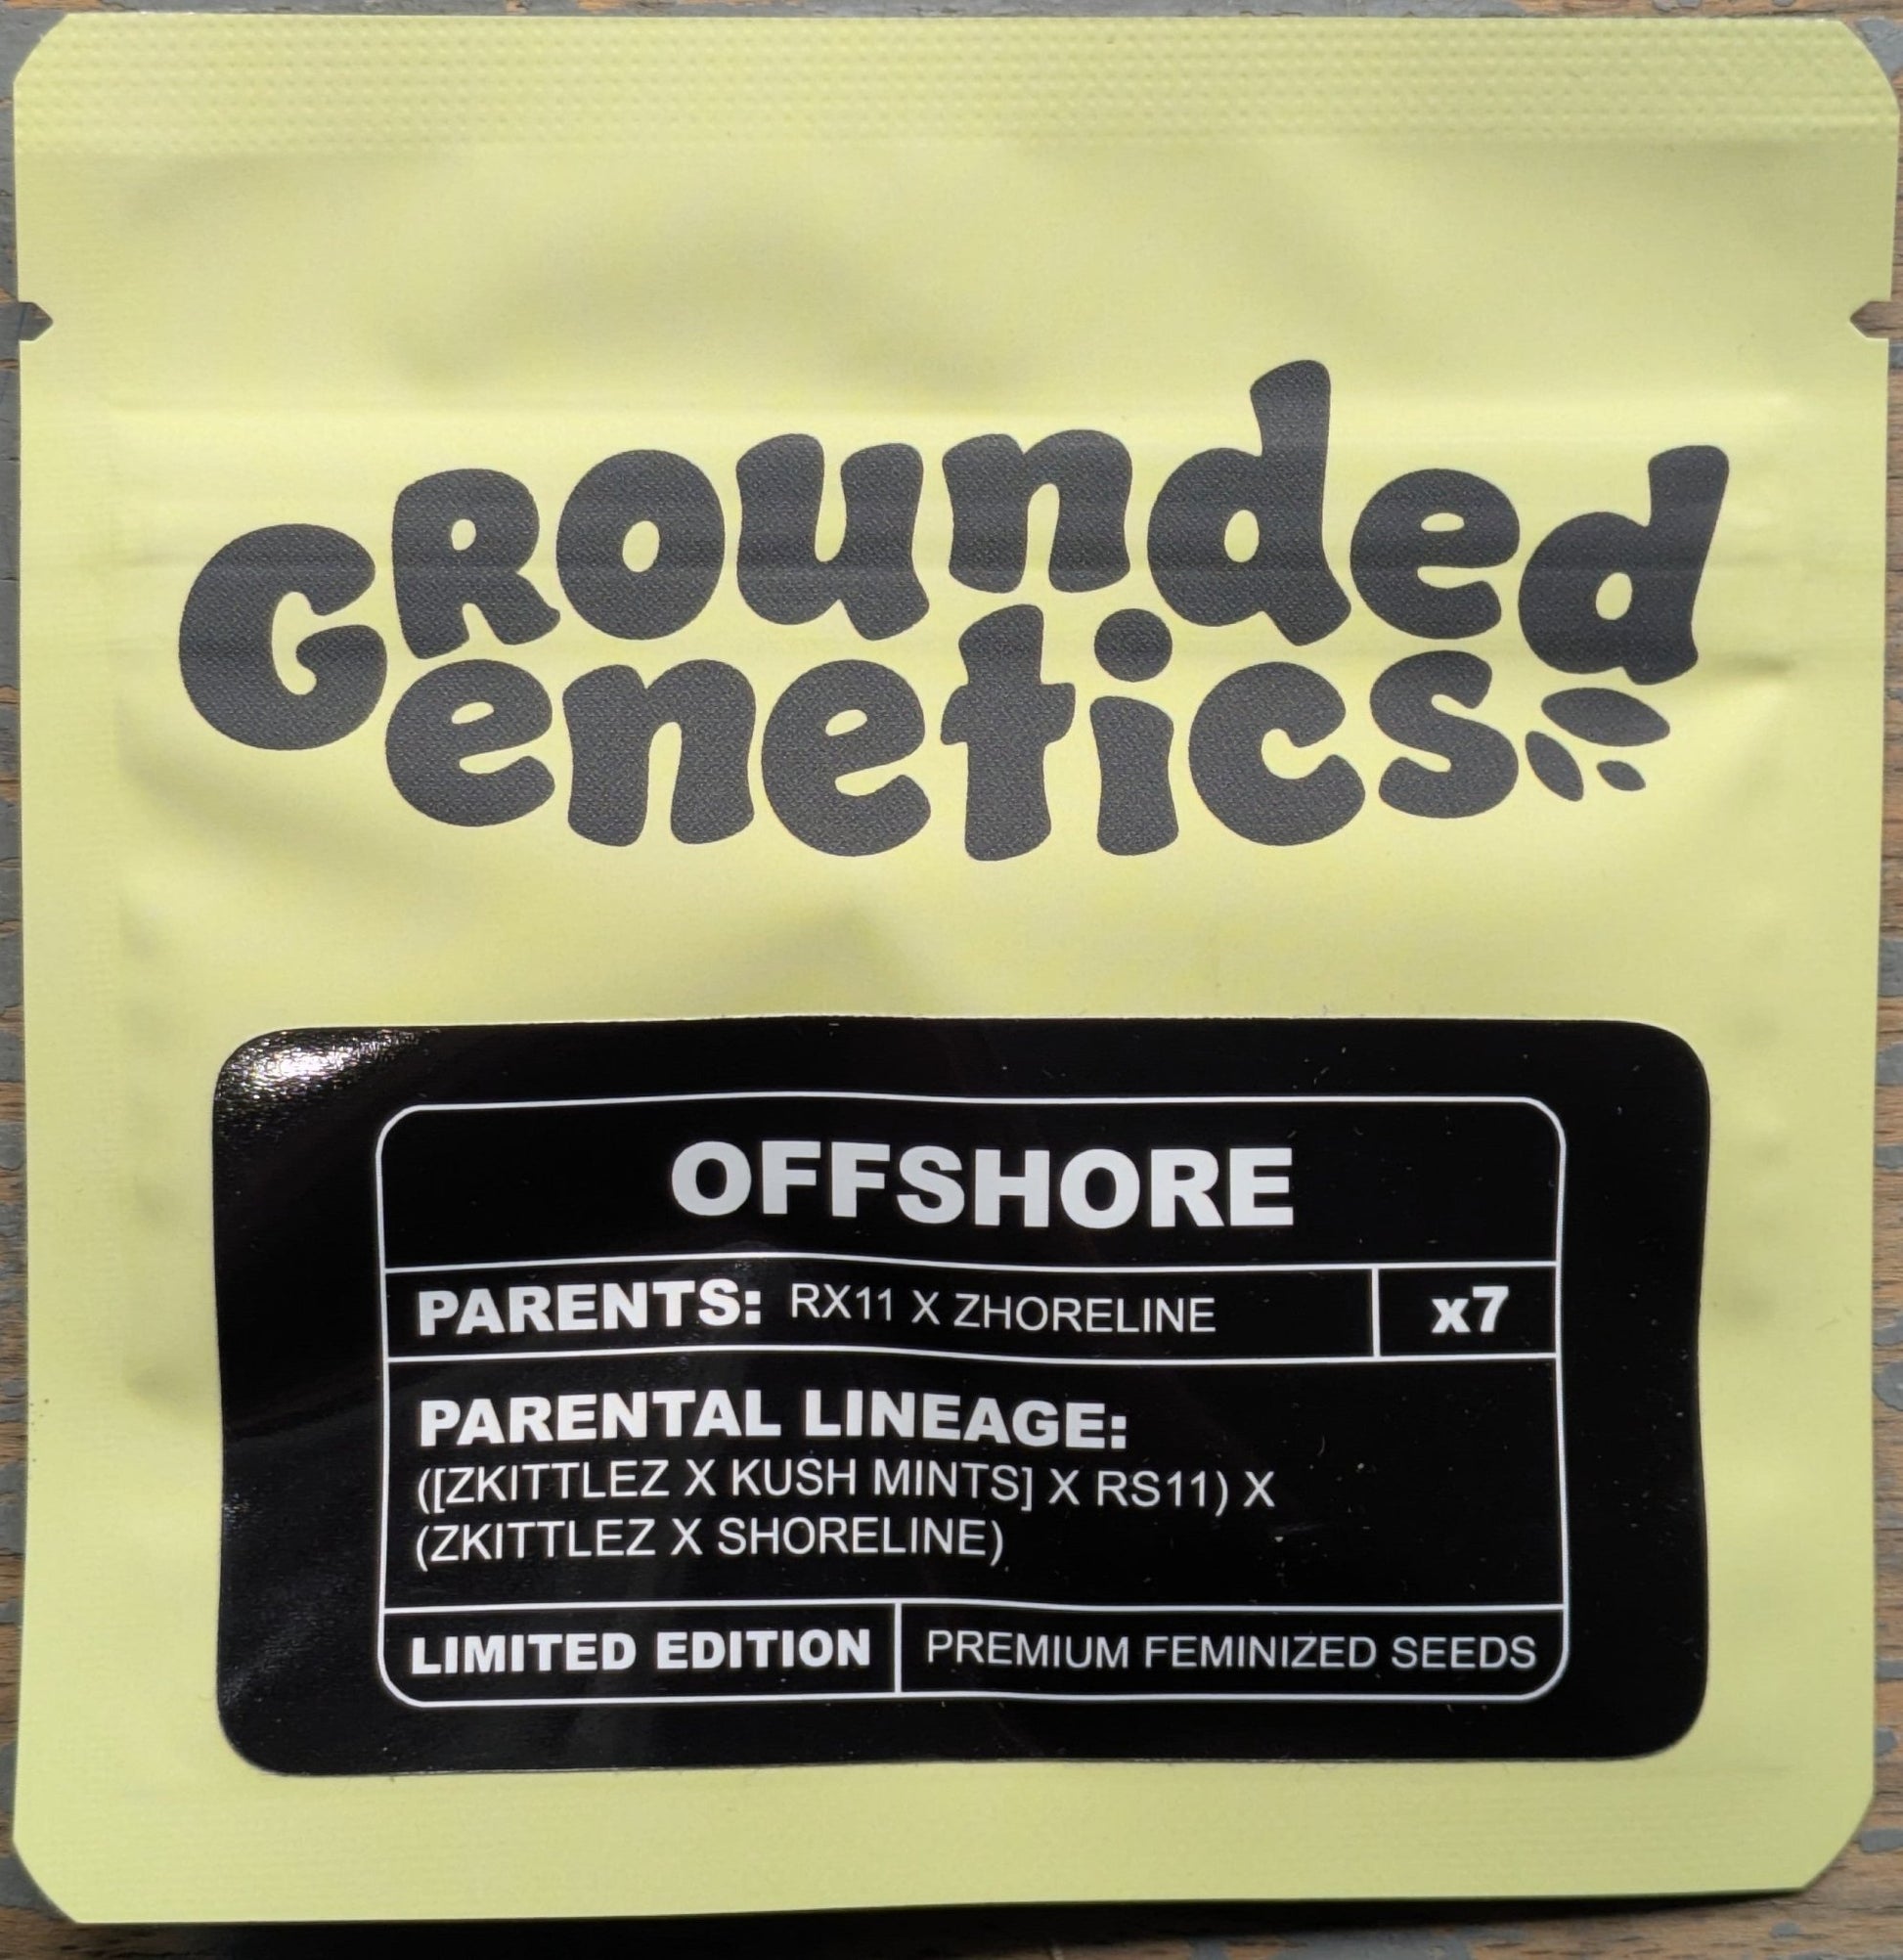 Grounded
Genetics
OFFSHORE
PARENTS: RX11 X ZHORELINE
x7
PARENTAL LINEAGE:
([ZKITTLEZ X KUSH MINTS] X RS11) X
(ZKITTLEZ X SHORELINE)
LIMITED EDITION
PREMIUM FEMINIZED SEEDS